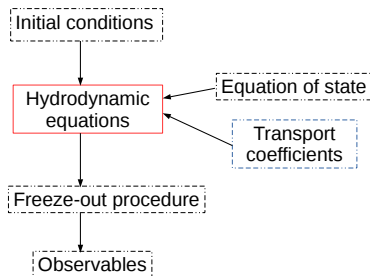 Initial conditions
Hydrodynamic
equations
Equation of state
Transport
coefficients
Freeze-out procedure
Observables